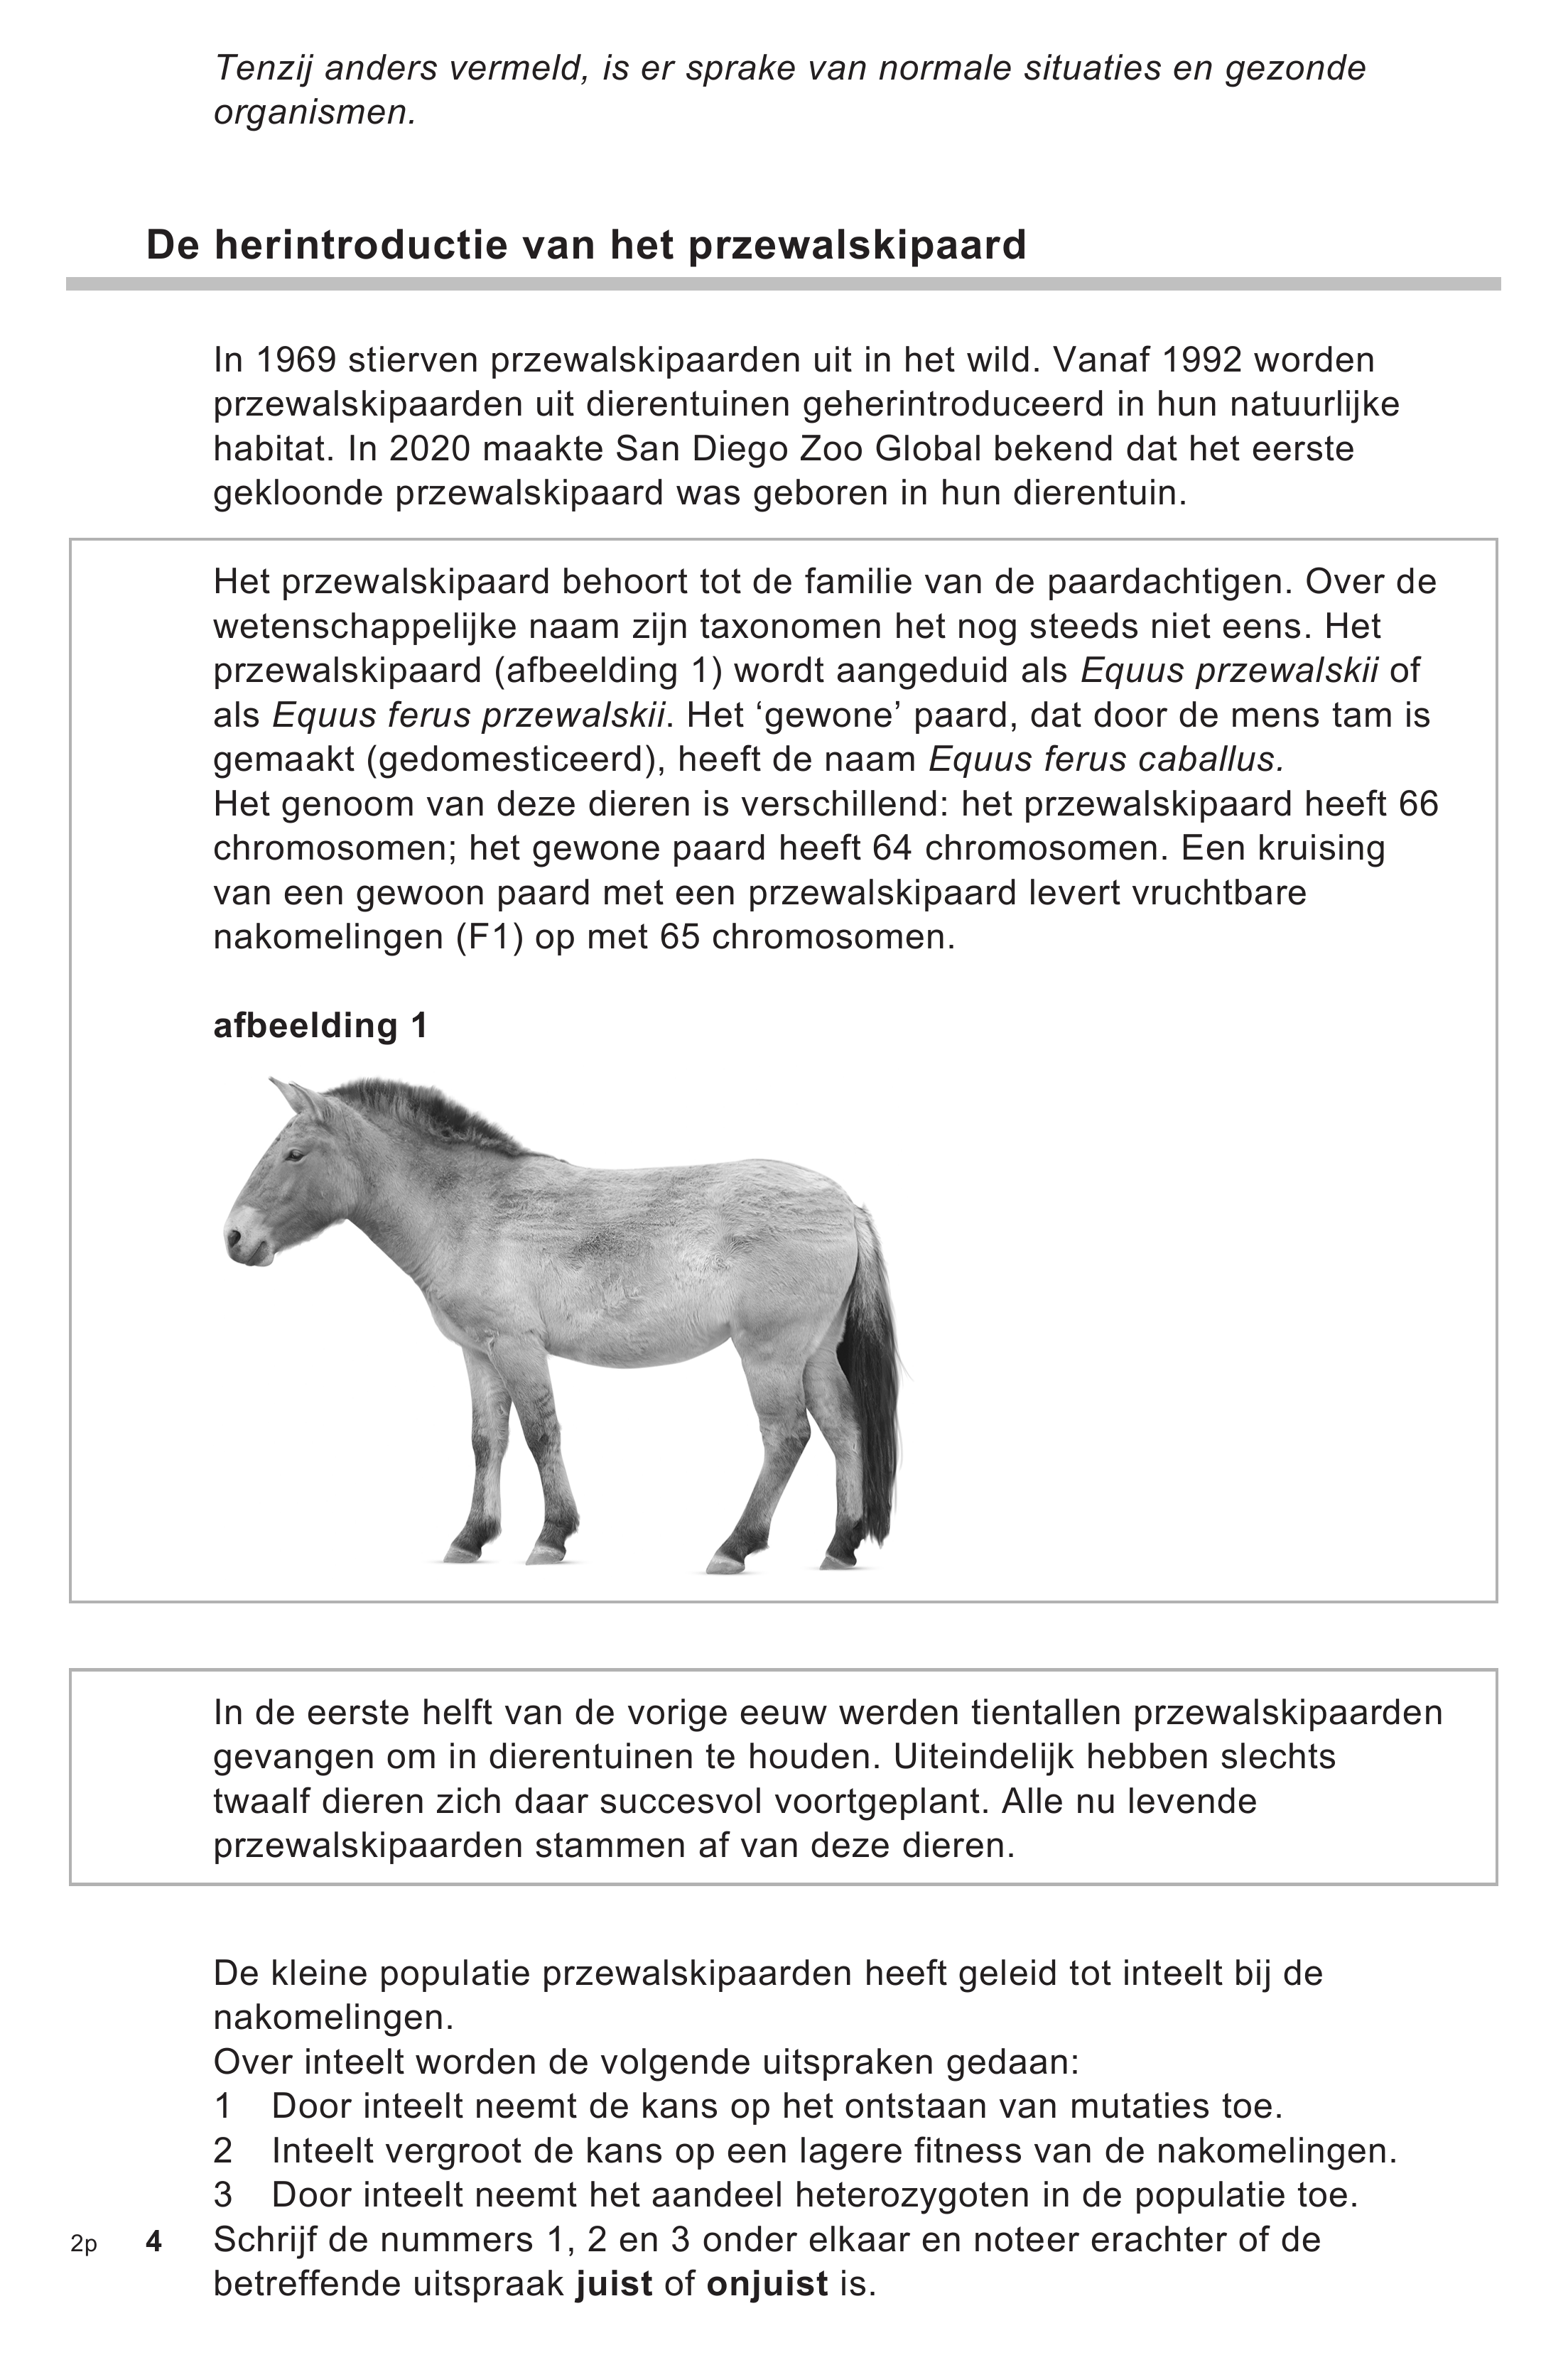 Tenzij anders vermeld, is er sprake van normale situaties en gezonde
organismen.
De herintroductie van het przewalskipaard
In 1969 stierven przewalskipaarden uit in het wild. Vanaf 1992 worden
przewalskipaarden uit dierentuinen geherintroduceerd in hun natuurlijke
habitat. In 2020 maakte San Diego Zoo Global bekend dat het eerste
gekloonde przewalskipaard was geboren in hun dierentuin.
Het przewalskipaard behoort tot de familie van de paardachtigen. Over de
wetenschappelijke naam zijn taxonomen het nog steeds niet eens. Het
przewalskipaard (afbeelding 1) wordt aangeduid als Equus przewalskii of
als Equus ferus przewalskii. Het ‘gewone’ paard, dat door de mens tam is
gemaakt (gedomesticeerd), heeft de naam Equus ferus caballus.
Het genoom van deze dieren is verschillend: het przewalskipaard heeft 66
chromosomen; het gewone paard heeft 64 chromosomen. Een kruising
van een gewoon paard met een przewalskipaard levert vruchtbare
nakomelingen (F1) op met 65 chromosomen.
afbeelding 1
In de eerste helft van de vorige eeuw werden tientallen przewalskipaarden
gevangen om in dierentuinen te houden. Uiteindelijk hebben slechts
twaalf dieren zich daar succesvol voortgeplant. Alle nu levende
przewalskipaarden stammen af van deze dieren.
De kleine populatie przewalskipaarden heeft geleid tot inteelt bij de
nakomelingen.
Over inteelt worden de volgende uitspraken gedaan:
1 Door inteelt neemt de kans op het ontstaan van mutaties toe.
2 Inteelt vergroot de kans op een lagere fitness van de nakomelingen.
3 Door inteelt neemt het aandeel heterozygoten in de populatie toe.
2p 4 Schrijf de nummers 1, 2 en 3 onder elkaar en noteer erachter of de
betreffende uitspraak juist of onjuist is.